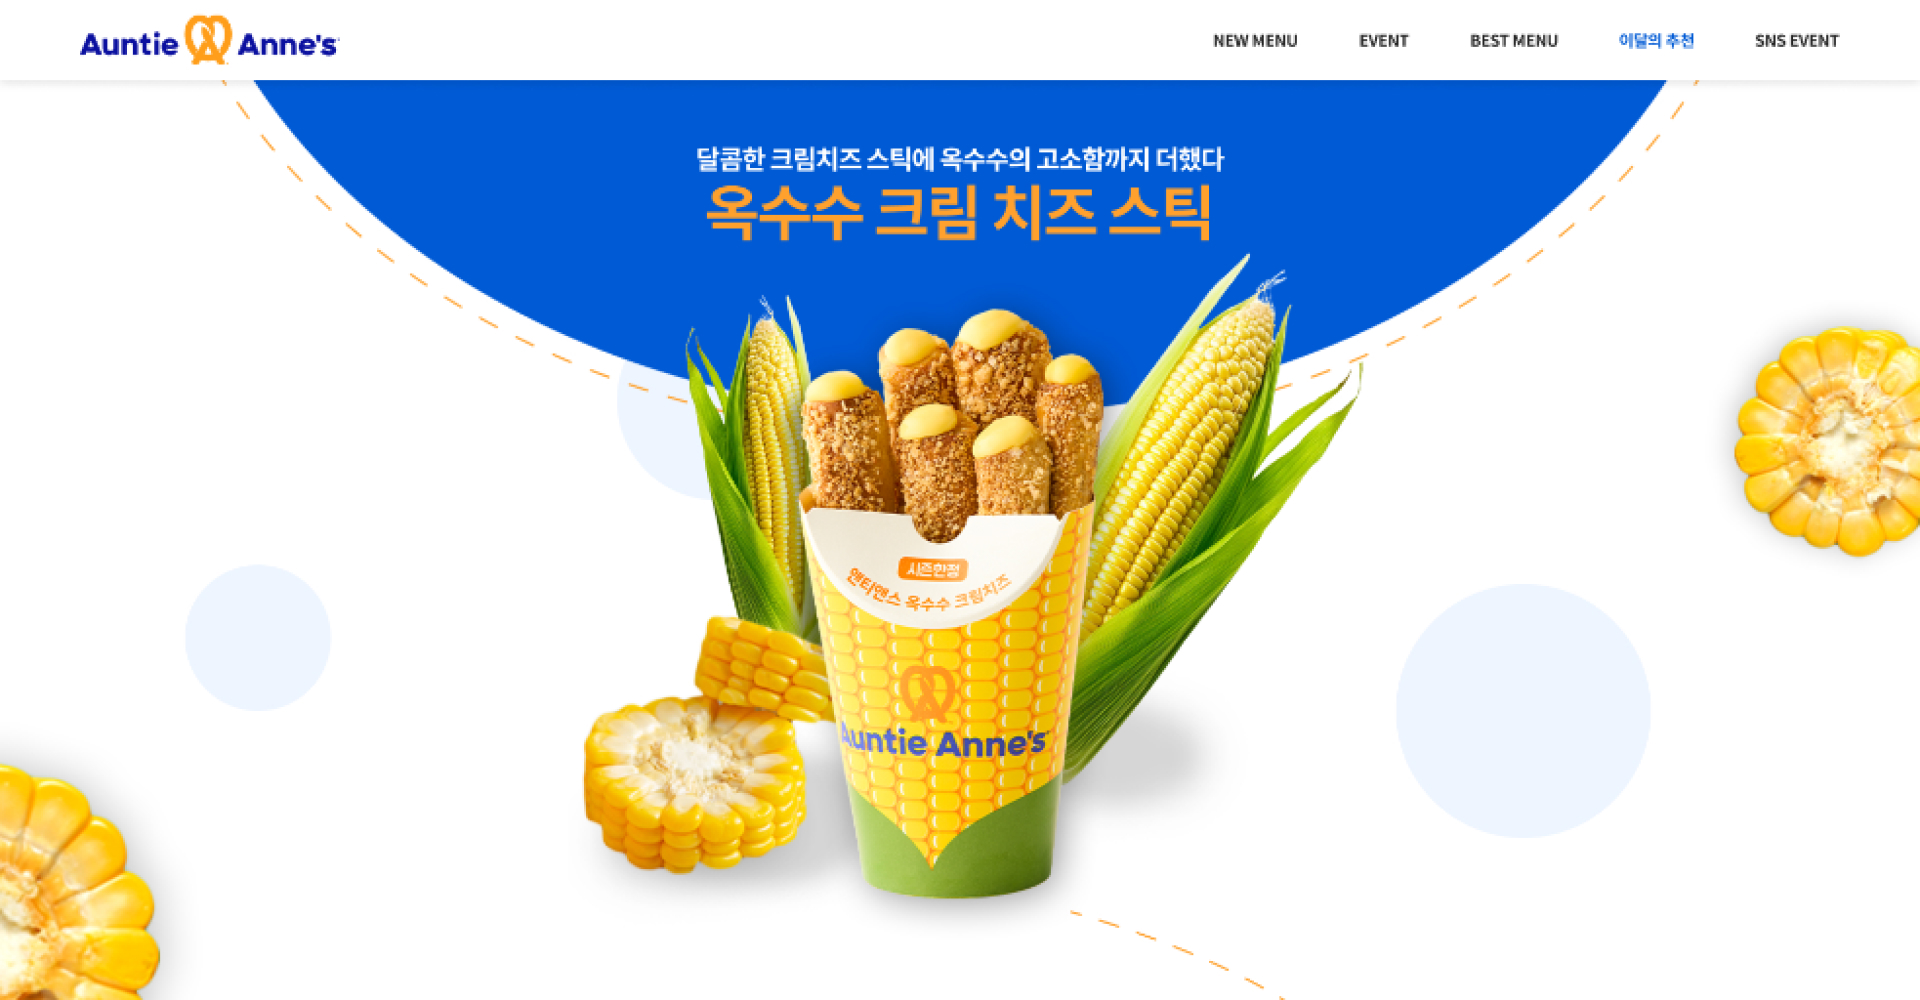 Auntie Anne's
NEW MENU
EVENT
BEST MENU
이달의 추천
SNS EVENT
달콤한 크림치즈 스틱에 옥수수의 고소함까지 더했다
옥수수 크림 치즈 스틱
시즌한정
앤티앤스 옥수수 크림치즈
Auntie Anne's